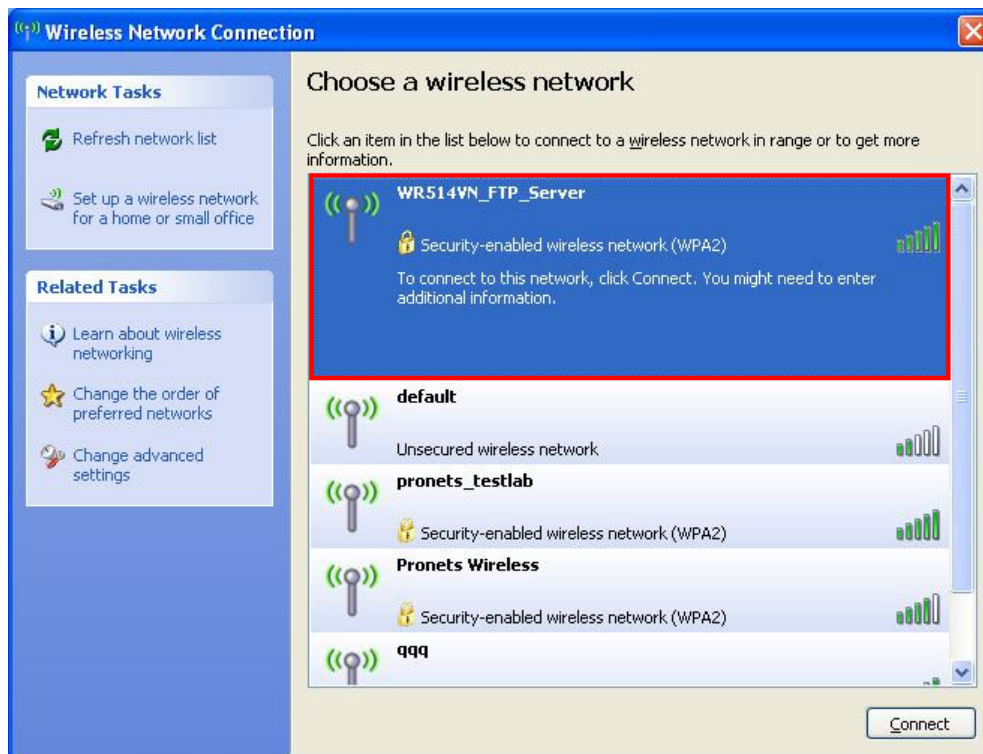 Wireless Network Connection
Network Tasks
Refresh network list
Set up a wireless network
for a home or small office
Related Tasks
Learn about wireless
networking
Change the order of
preferred networks
Change advanced
settings
Choose a wireless network
Click an item in the list below to connect to a wireless network in range or to get more
information.
WR514VN_FTP_Server
Security-enabled wireless network (WPA2)
To connect to this network, click Connect. You might need to enter
additional information.
default
Unsecured wireless network
pronets_testlab
Security-enabled wireless network (WPA2)
Pronets Wireless
Security-enabled wireless network (WPA2)
qqq
Connect